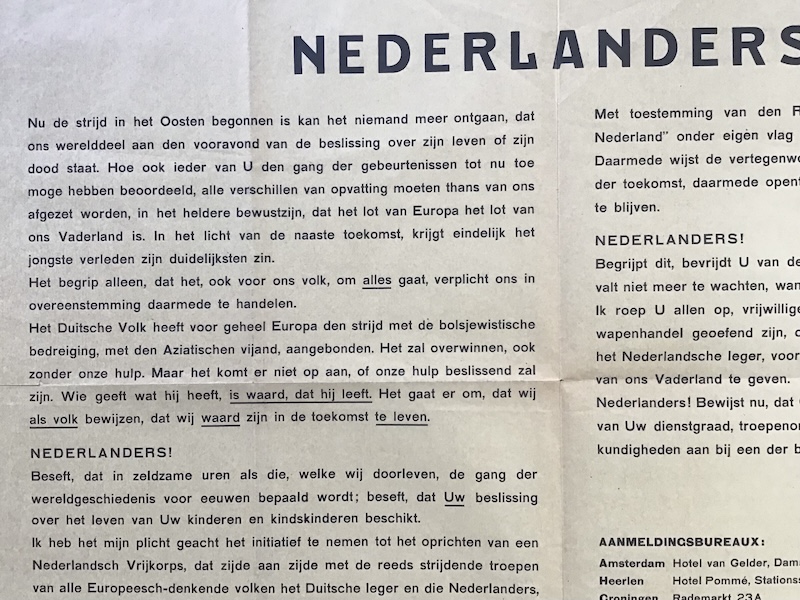 NEDERLANDERS
Nu de strijd in het Oosten begonnen is kan het niemand meer ontgaan, dat
ons werelddeel aan den vooravond van de beslissing over zijn leven of zijn
dood staat. Hoe ook ieder van U den gang der gebeurtenissen tot nu toe
moge hebben beoordeeld, alle verschillen van opvatting moeten thans van ons
afgezet worden, in het heldere bewustzijn, dat het lot van Europa het lot van
ons Vaderland is. In het licht van de naaste toekomst, krijgt eindelijk het
jongste verleden zijn duidelijksten zin.
Het begrip alleen, dat het, ook voor ons volk, om alles gaat, verplicht ons in
overeenstemming daarmede te handelen.
Het Duitsche Volk heeft voor geheel Europa den strijd met de bolsjewistische
bedreiging, met den Aziatischen vijand, aangebonden. Het zal overwinnen, ook
zonder onze hulp. Maar het komt er niet op aan, of onze hulp beslissend zal
zijn. Wie geeft wat hij heeft, is waard, dat hij leeft. Het gaat er om, dat wij
als volk bewijzen, dat wij waard zijn in de toekomst te leven.
NEDERLANDERS!
Beseft, dat in zeldzame uren als die, welke wij doorleven, de gang der
wereldgeschiedenis voor eeuwen bepaald wordt; beseft, dat Uw beslissing
over het leven van Uw kinderen en kindskinderen beschikt.
Ik heb het mijn plicht geacht het initiatief te nemen tot het oprichten van een
Nederlandsch Vrijkorps, dat zijde aan zijde met de reeds strijdende troepen
van alle Europeesch-denkende volken het Duitsche leger en die Nederlanders,
Met toestemming van den R
Nederland" onder eigen vlag
Daarmede wijst de vertegenwo
der toekomst, daarmede opent
te blijven.
NEDERLANDERS!
Begrijpt dit, bevrijdt U van de
valt niet meer te wachten, wan
Ik roep U allen op, vrijwillige
wapenhandel geoefend zijn, o
het Nederlandsche leger, voor
van ons Vaderland te geven.
Nederlanders! Bewijst nu, dat
van Uw dienstgraad, troepenon
kundigheden aan bij een der b
AANMELDINGSBUREAUX:
Amsterdam Hotel van Gelder, Dam
Heerlen Hotel Pommé, Stations
Groningen Rademarkt 23A